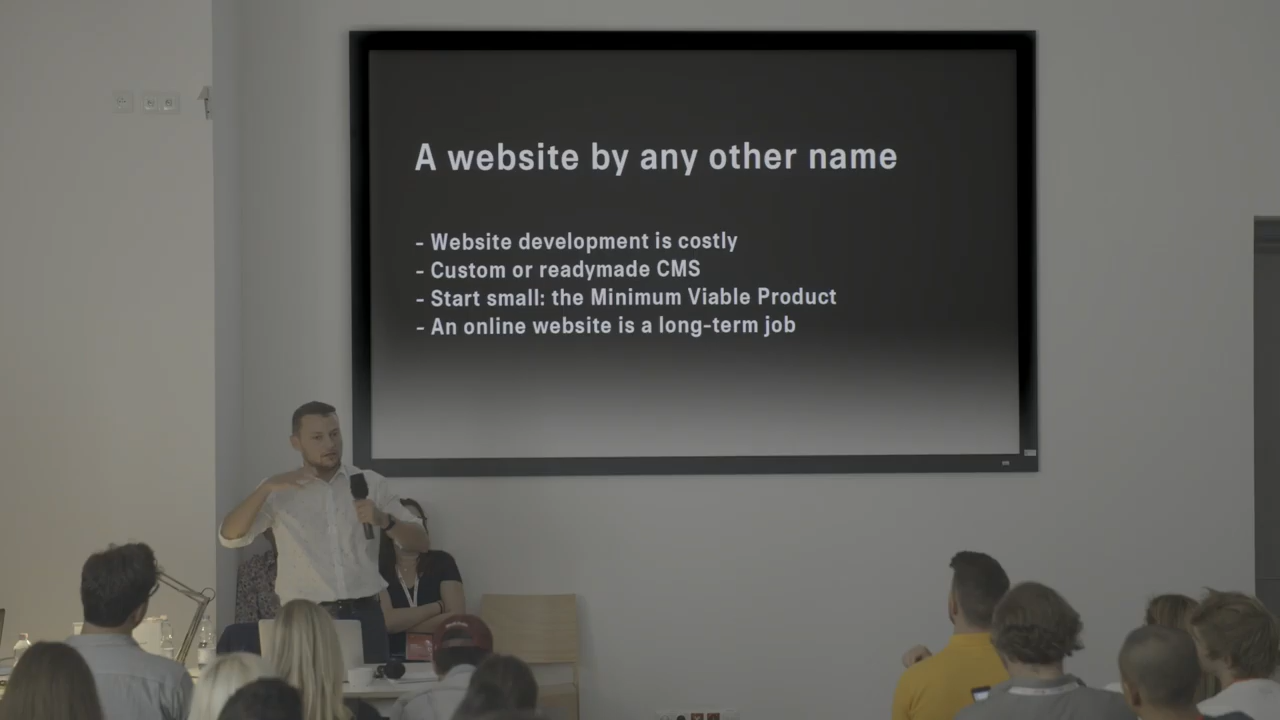 A website by any other name
- Website development is costly
- Custom or readymade CMS
- Start small: the Minimum Viable Product
- An online website is a long-term job